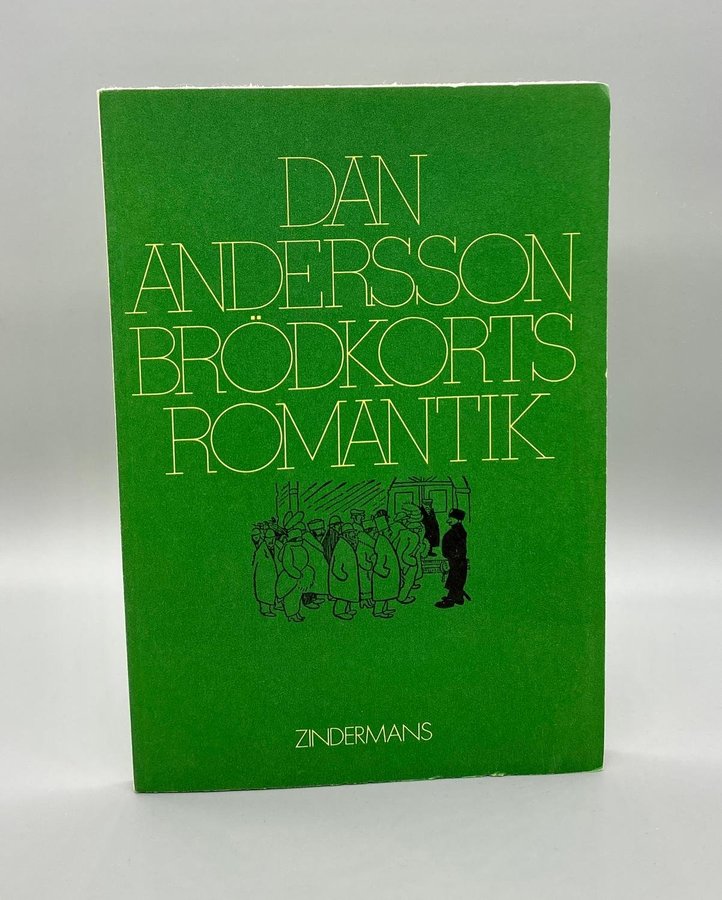 DAN
ANDERSSON
BRÖDKORTS
ROMANTIK
ZINDERMANS